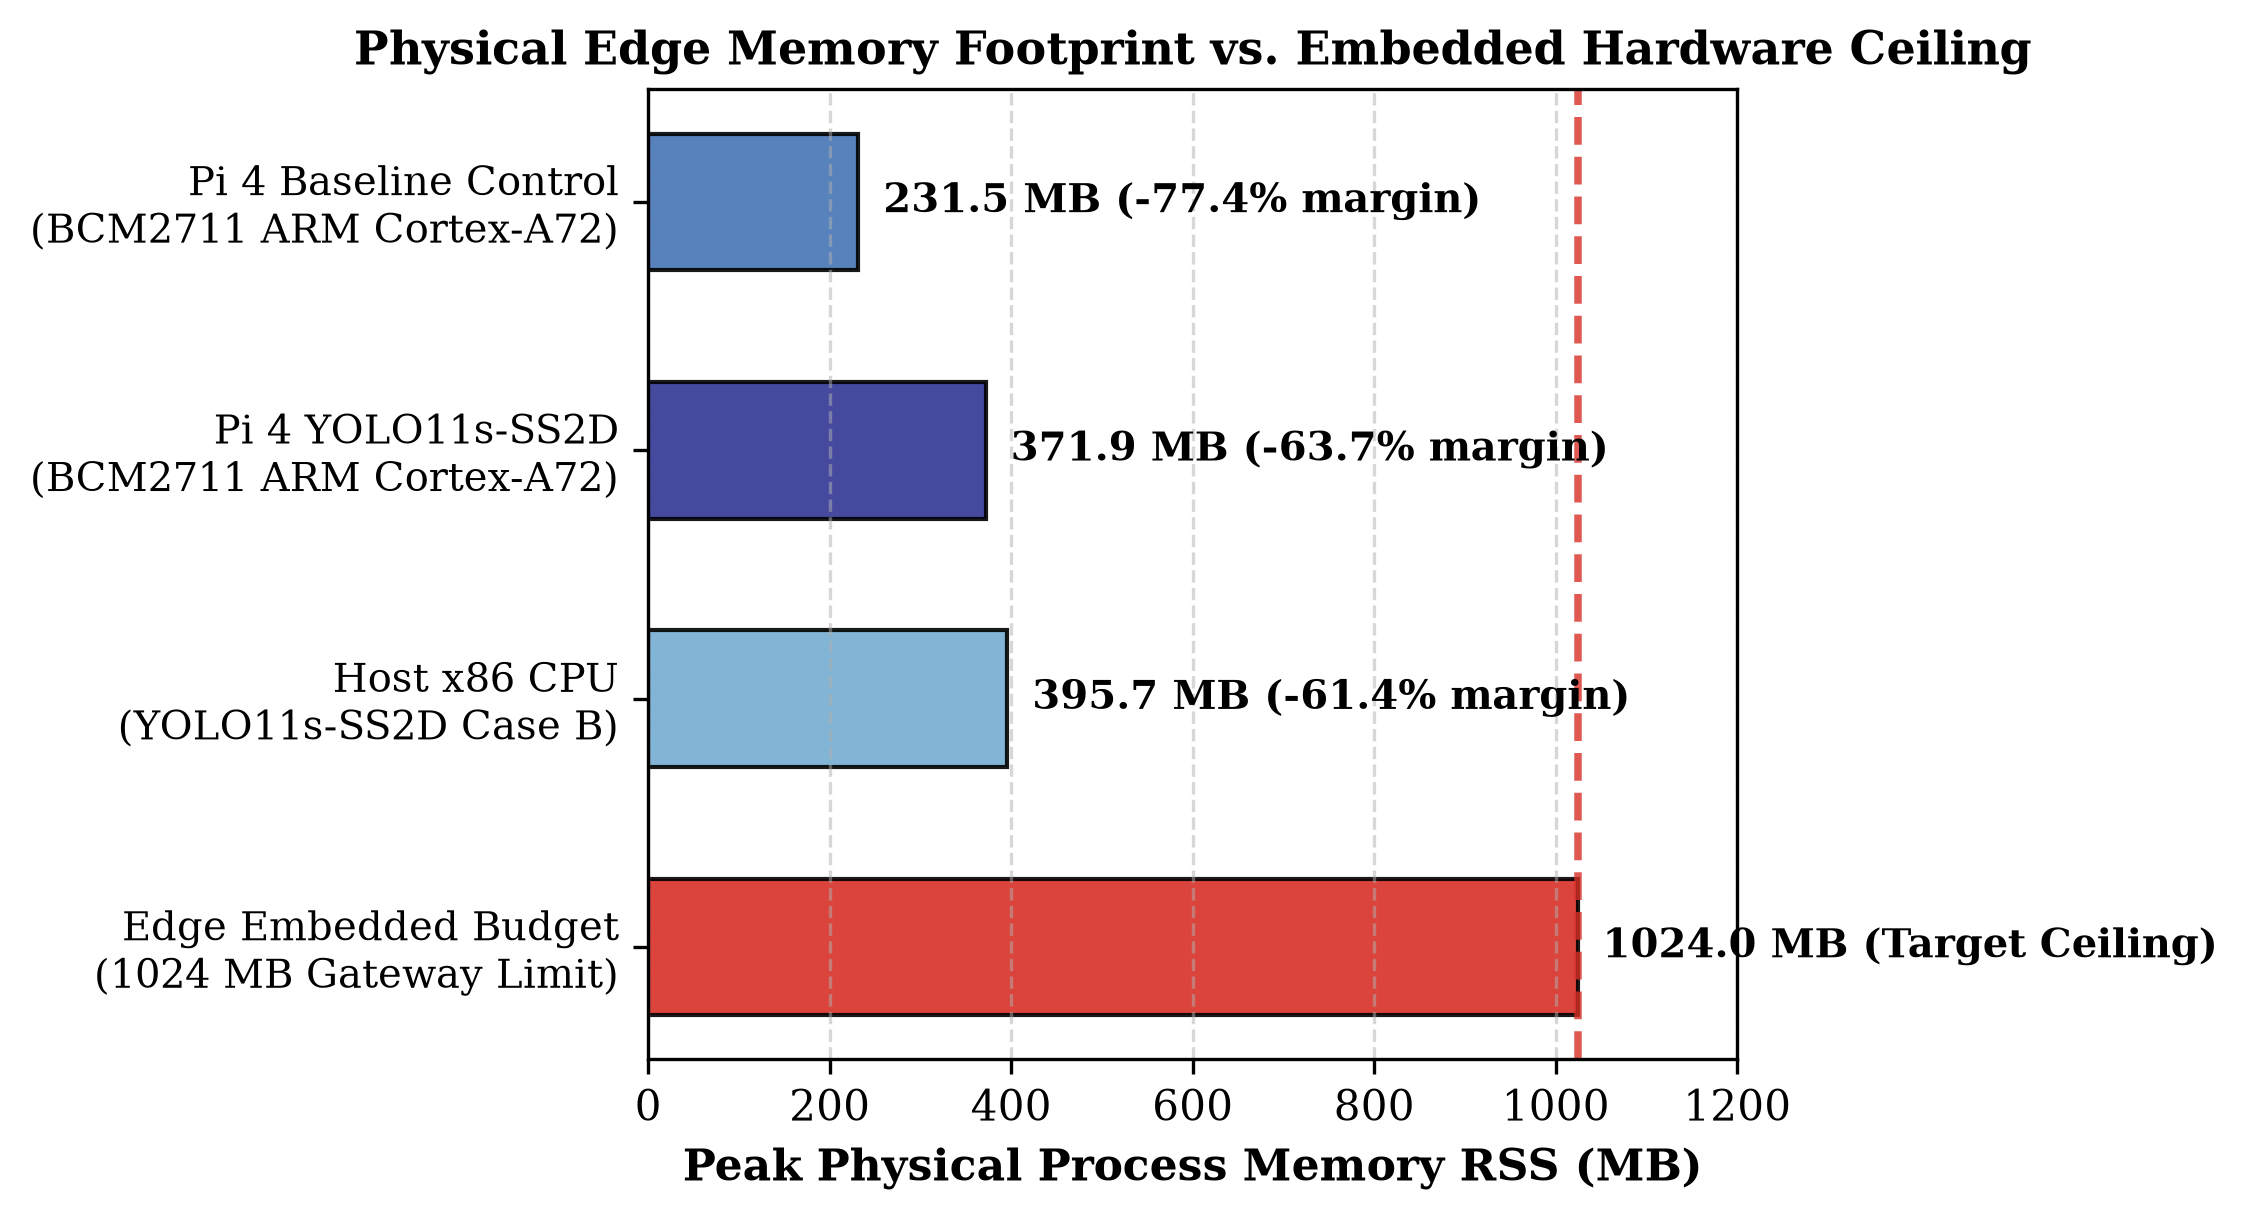 Physical Edge Memory Footprint vs. Embedded Hardware Ceiling
Pi 4 Baseline Control
(BCM2711 ARM Cortex-A72)
231.5 MB (-77.4% margin)
Pi 4 YOLO11s-SS2D
(BCM2711 ARM Cortex-A72)
371.9 MB (-63.7% margin)
Host x86 CPU
(YOLO11s-SS2D Case B)
395.7 MB (-61.4% margin)
Edge Embedded Budget
(1024 MB Gateway Limit)
1024.0 MB (Target Ceiling)
0 200 400 600 800 1000 1200
Peak Physical Process Memory RSS (MB)